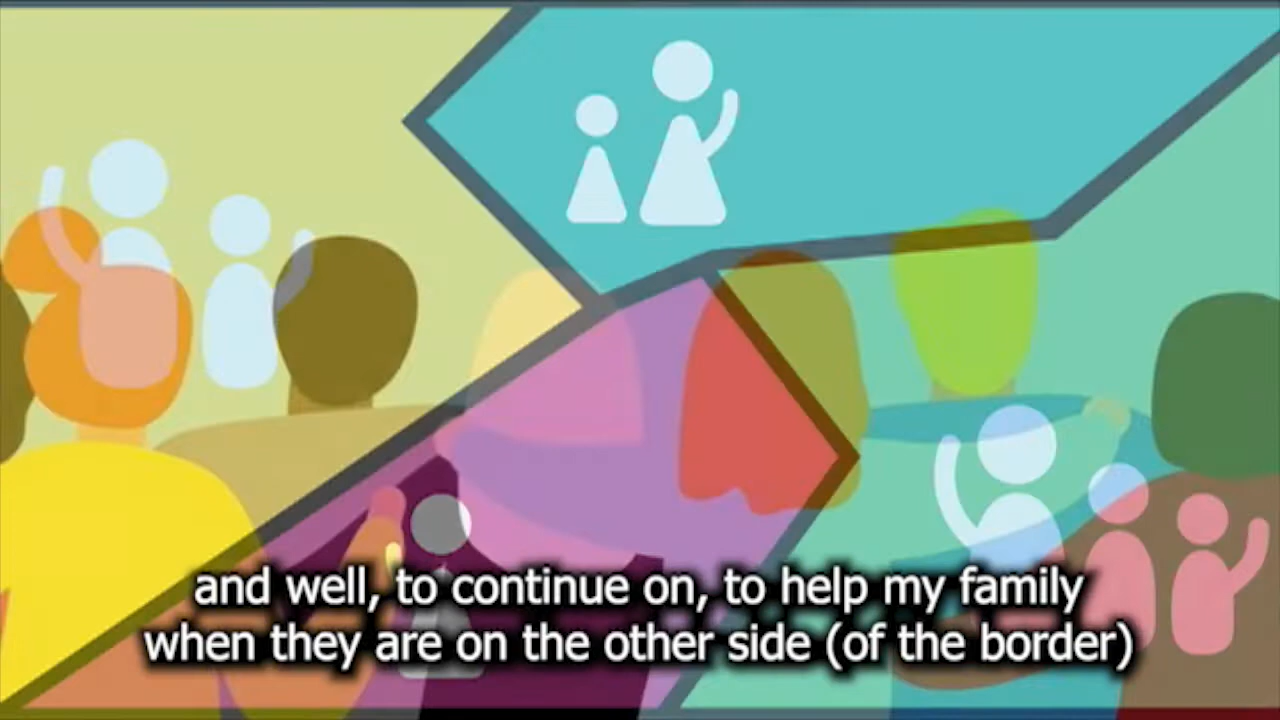 and well, to continue on, to help my family
when they are on the other side (of the border)